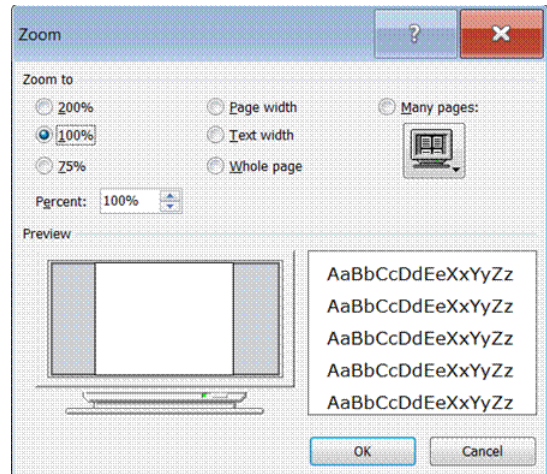 Zoom
Zoom to
200% Page width Many pages:
100% Text width
75% Whole page
Percent: 100%
Preview
AaBbCcDdEeXxYyZz
AaBbCcDdEeXxYyZz
AaBbCcDdEeXxYyZz
AaBbCcDdEeXxYyZz
AaBbCcDdEeXxYyZz
OK Cancel